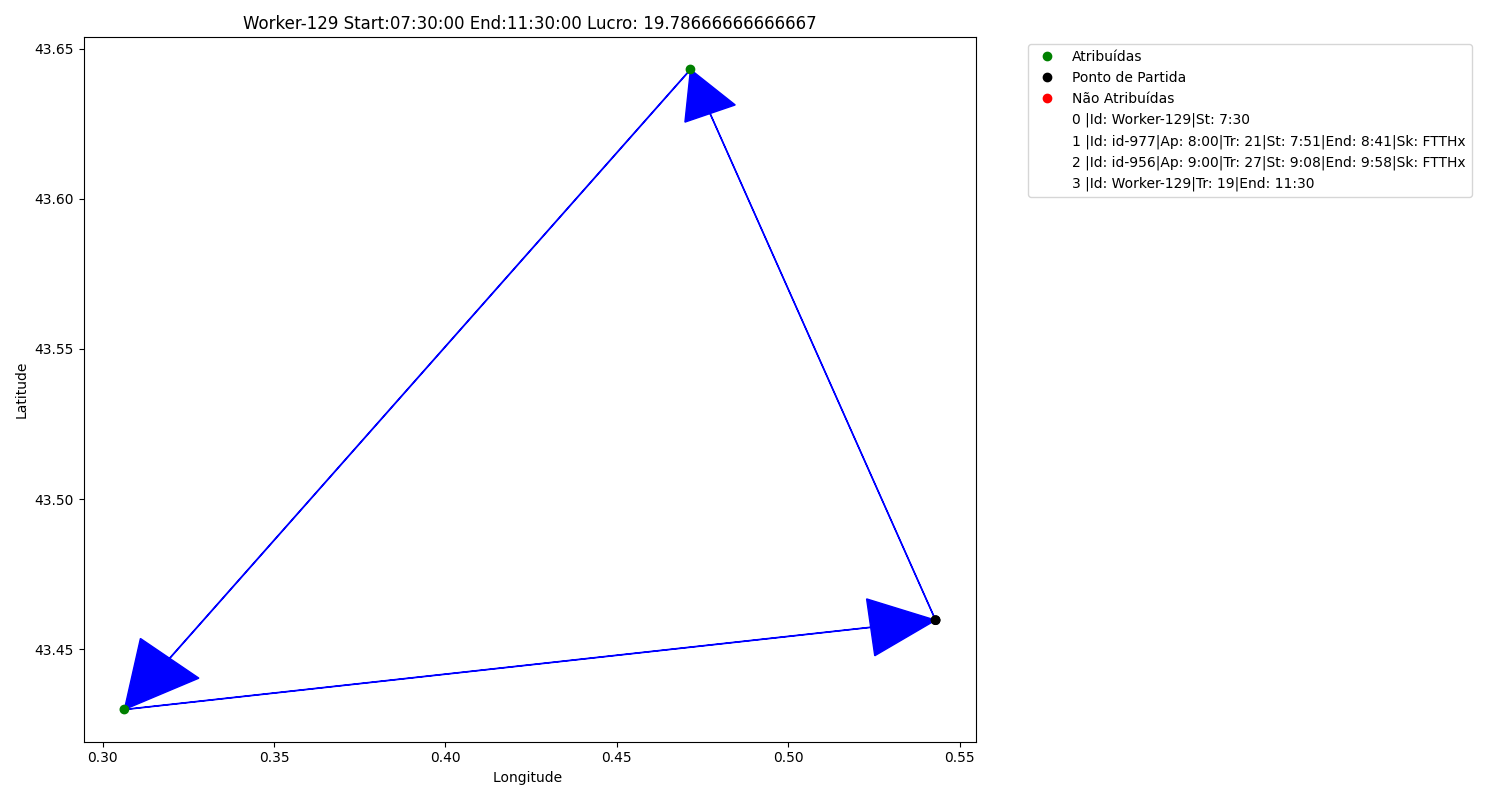 Worker-129 Start:07:30:00 End:11:30:00 Lucro: 19.78666666666667
Atribuídas
Ponto de Partida
Não Atribuídas
0 |Id: Worker-129|St: 7:30
1 |Id: id-977|Ap: 8:00|Tr: 21|St: 7:51|End: 8:41|Sk: FTTHx
2 |Id: id-956|Ap: 9:00|Tr: 27|St: 9:08|End: 9:58|Sk: FTTHx
3 |Id: Worker-129|Tr: 19|End: 11:30
43.65
43.60
43.55
43.50
43.45
Latitude
0.30 0.35 0.40 0.45 0.50 0.55
Longitude